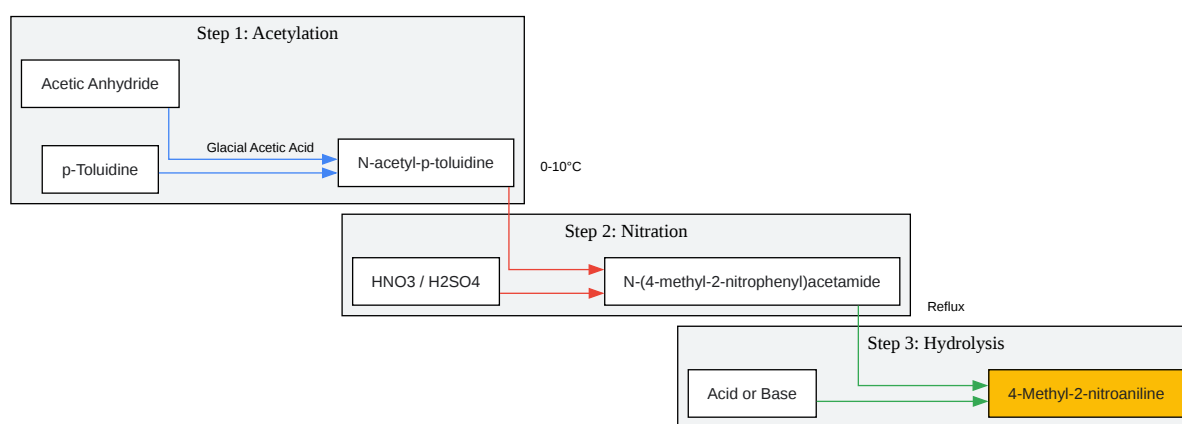 Step 1: Acetylation
Acetic Anhydride
Glacial Acetic Acid
p-Toluidine
N-acetyl-p-toluidine
0-10°C
Step 2: Nitration
HNO3 / H2SO4
N-(4-methyl-2-nitrophenyl)acetamide
Reflux
Step 3: Hydrolysis
Acid or Base
4-Methyl-2-nitroaniline